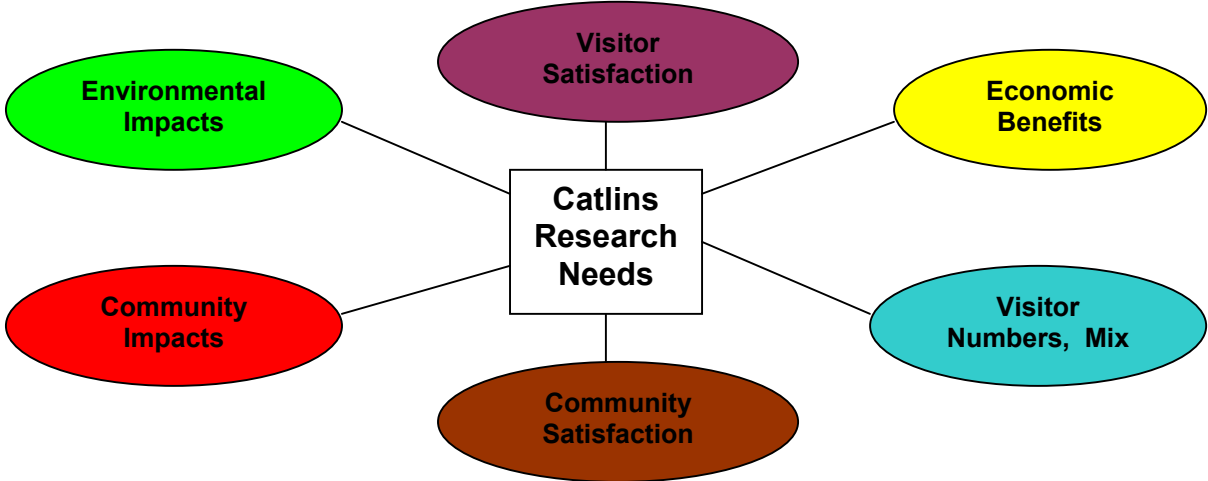 Visitor
Satisfaction
Environmental
Impacts
Economic
Benefits
Catlins
Research
Needs
Community
Impacts
Visitor
Numbers, Mix
Community
Satisfaction